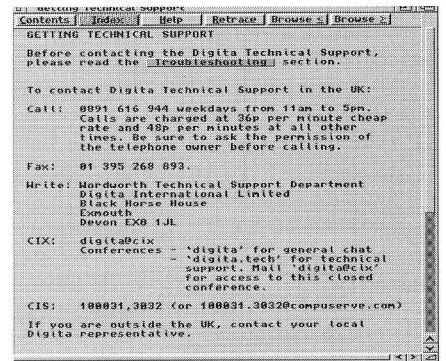 Getting Technical Support
Contents Index Help Retrace Browse < Browse >
GETTING TECHNICAL SUPPORT
Before contacting the Digita Technical Support,
please read the Troubleshooting section.
To contact Digita Technical Support in the UK:
Call: 0891 616 944 weekdays from 11am to 5pm.
Calls are charged at 36p per minute cheap
rate and 48p per minutes at all other
times. Be sure to ask the permission of
the telephone owner before calling.
Fax: 01 395 268 893.
Write: Wordworth Technical Support Department
Digita International Limited
Black Horse House
Exmouth
Devon EX8 1JL
CIX: digita@cix
Conferences - 'digita' for general chat
- 'digita.tech' for technical
support. Mail 'digita@cix'
for access to this closed
conference.
CIS: 100031,3032 (or 100031.3032@compuserve.com)
If you are outside the UK, contact your local
Digita representative.